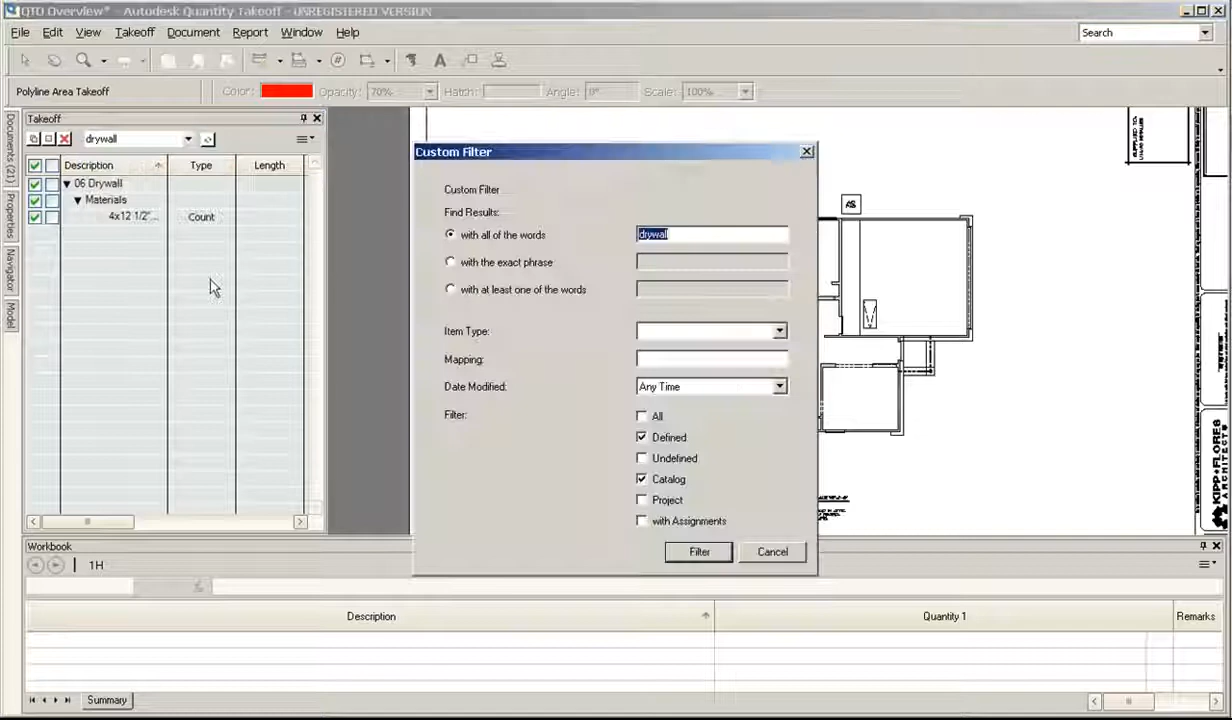 QTO Overview* - Autodesk Quantity Takeoff - UNREGISTERED VERSION
File Edit View Takeoff Document Report Window Help
Search
Polyline Area Takeoff
Color: Opacity: 70% Hatch: Angle: 0° Scale: 100%
Takeoff
drywall
Description Type Length
06 Drywall
Materials
4x12 1/2"... Count
Documents (21)
Properties
Navigator
Model
Custom Filter
Custom Filter
Find Results:
with all of the words drywall
with the exact phrase
with at least one of the words
Item Type:
Mapping:
Date Modified: Any Time
Filter: All
Defined
Undefined
Catalog
Project
with Assignments
Filter Cancel
AS
KIPP+FLORES
ARCHITECTS
Workbook
1H
Description Quantity 1 Remarks
Summary